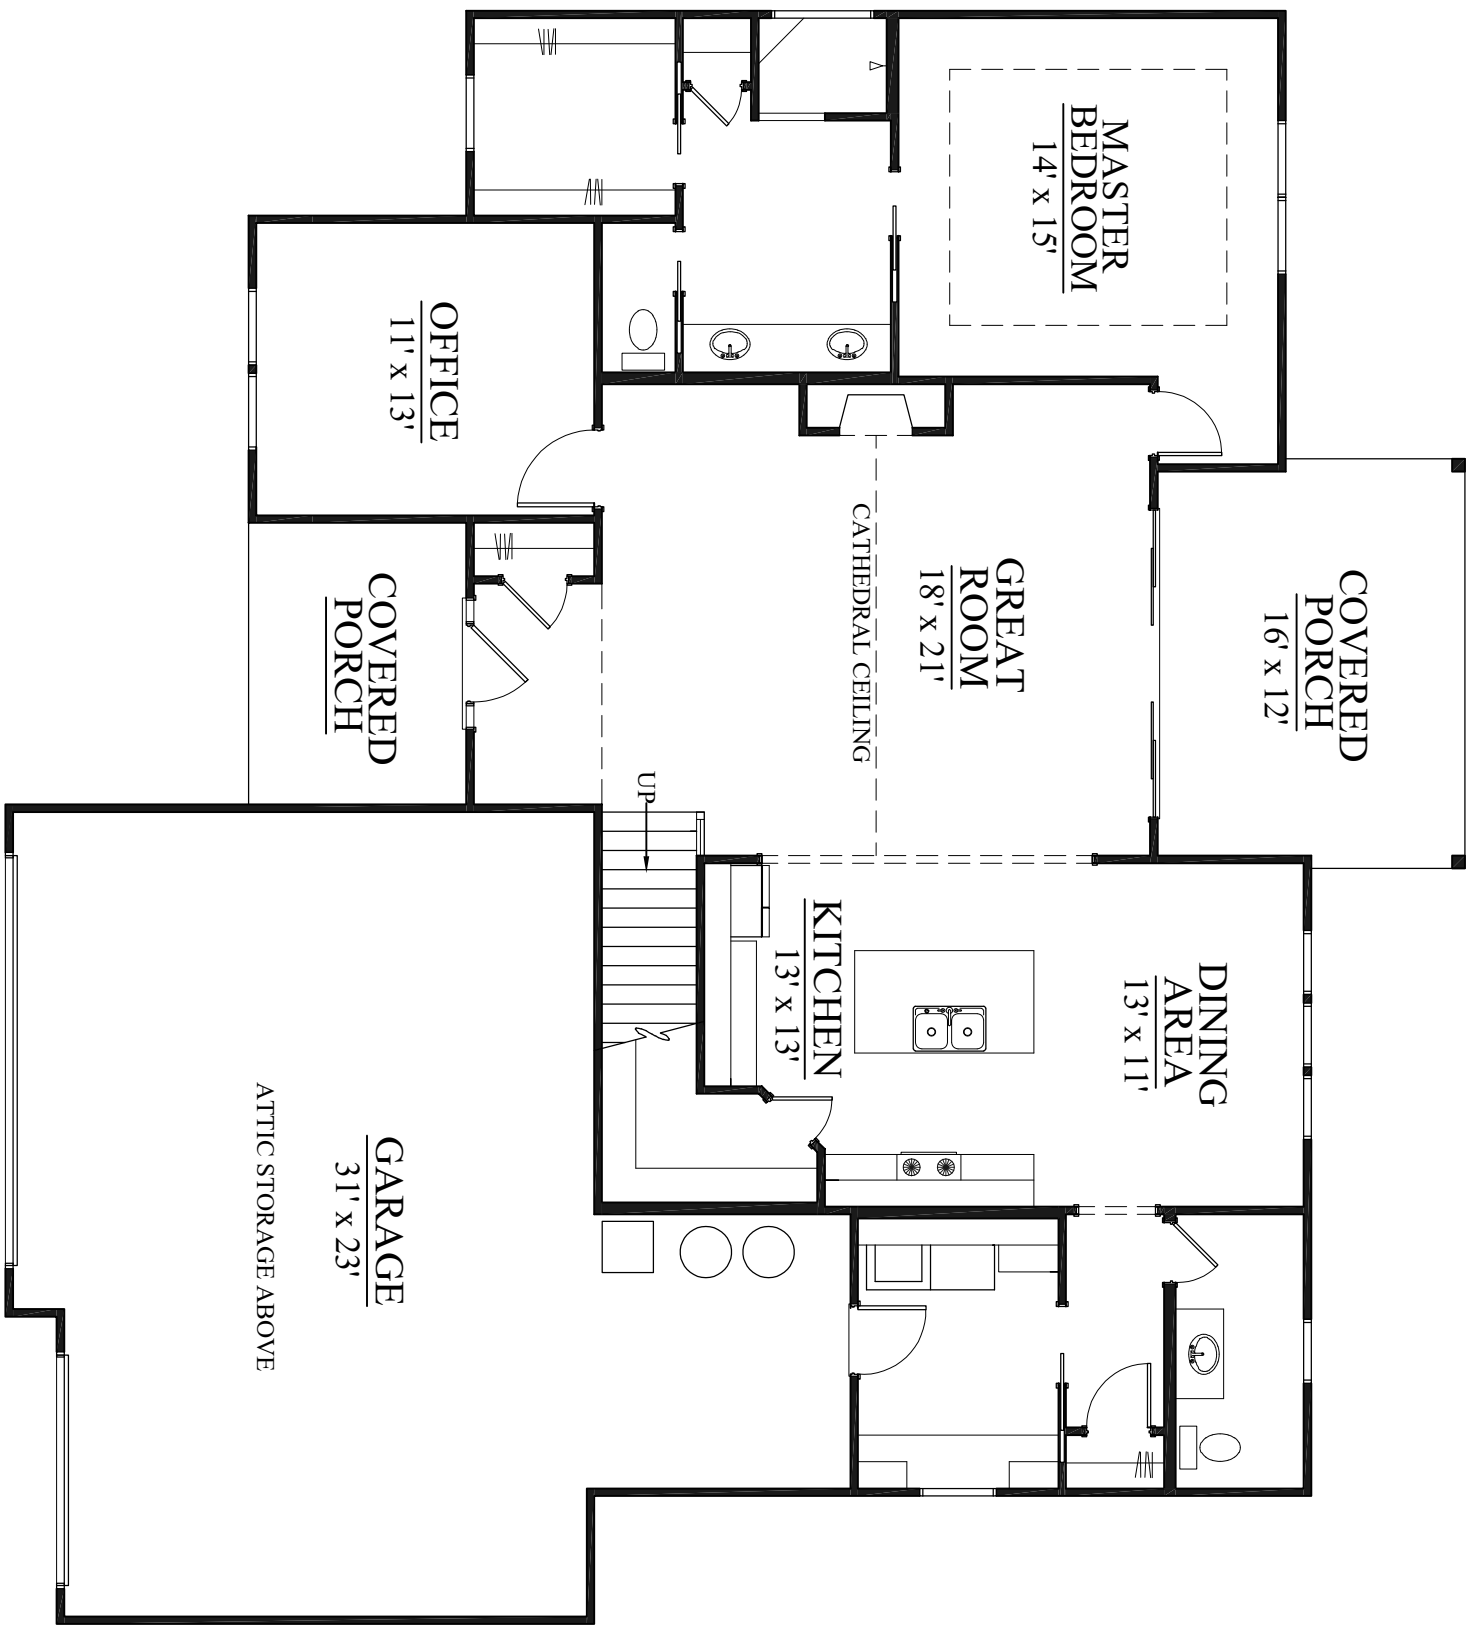 MASTER
BEDROOM
14' x 15'
COVERED
PORCH
16' x 12'
GREAT
ROOM
18' x 21'
CATHEDRAL CEILING
DINING
AREA
13' x 11'
KITCHEN
13' x 13'
OFFICE
11' x 13'
COVERED
PORCH
UP
GARAGE
31' x 23'
ATTIC STORAGE ABOVE